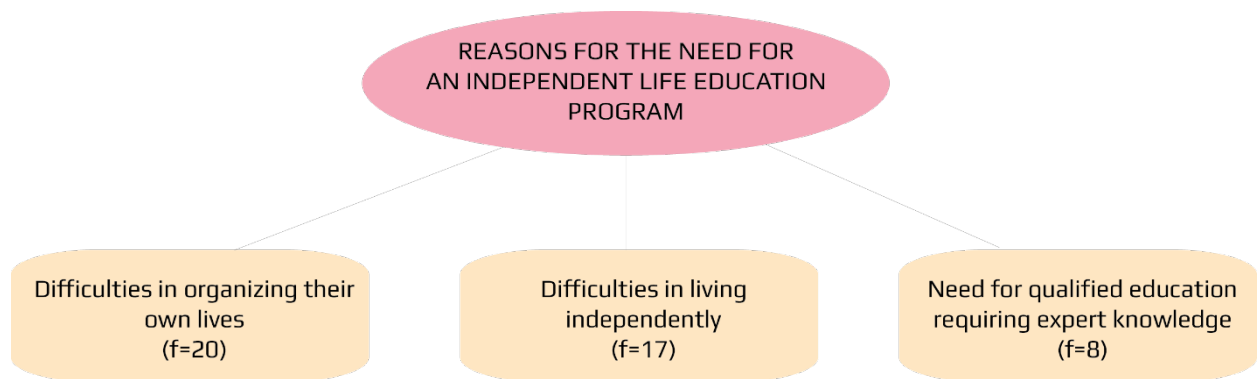 REASONS FOR THE NEED FOR
AN INDEPENDENT LIFE EDUCATION
PROGRAM
Difficulties in organizing their
own lives
(f=20)
Difficulties in living
independently
(f=17)
Need for qualified education
requiring expert knowledge
(f=8)